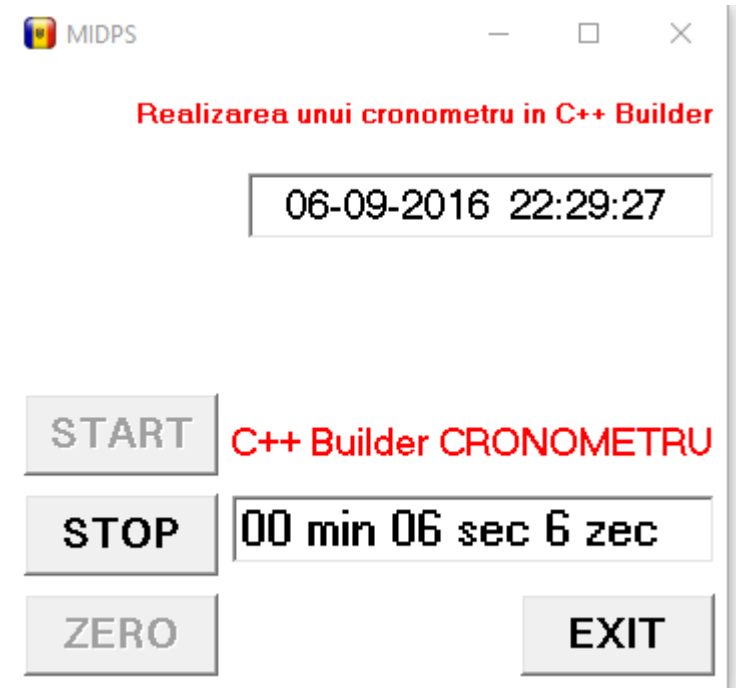 MIDPS
Realizarea unui cronometru in C++ Builder
06-09-2016 22:29:27
START
C++ Builder CRONOMETRU
STOP
00 min 06 sec 6 zec
ZERO
EXIT